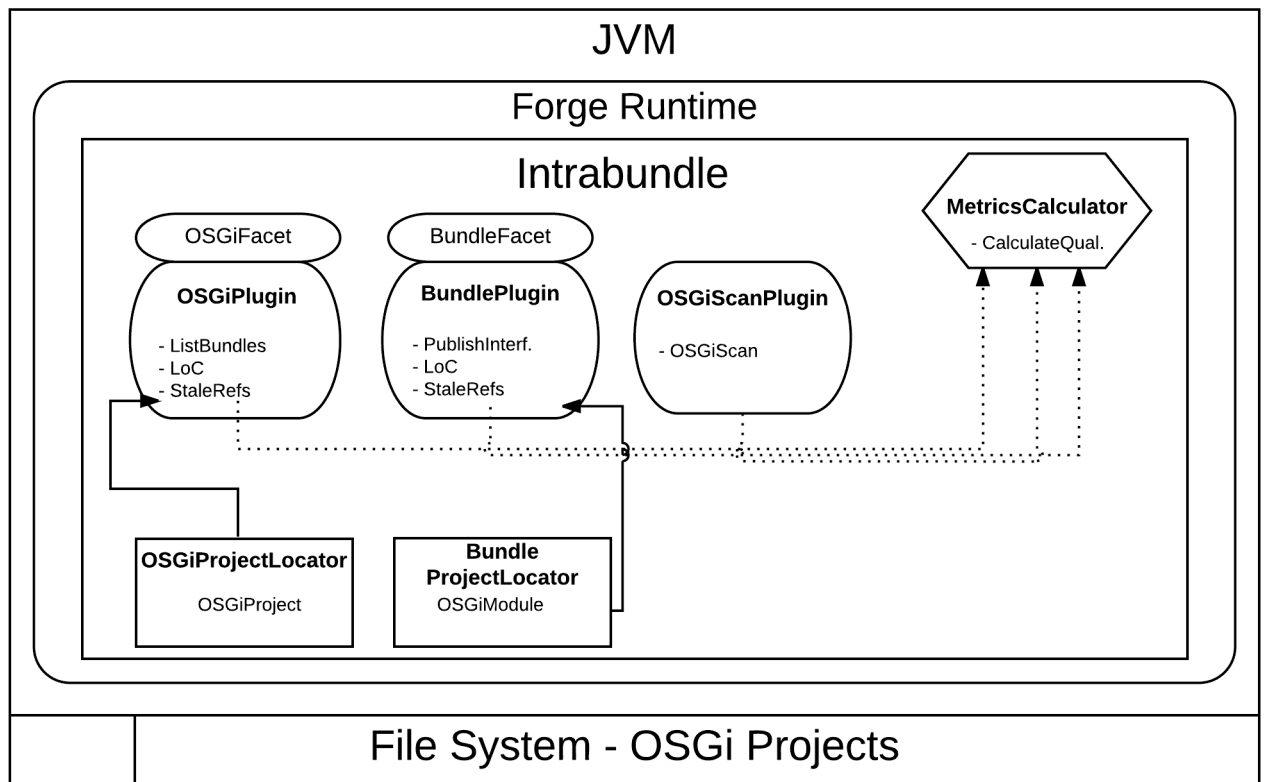 JVM
Forge Runtime
Intrabundle
MetricsCalculator
- CalculateQual.
OSGiFacet
OSGiPlugin
- ListBundles
- LoC
- StaleRefs
BundleFacet
BundlePlugin
- PublishInterf.
- LoC
- StaleRefs
OSGiScanPlugin
- OSGiScan
OSGiProjectLocator
OSGiProject
Bundle
ProjectLocator
OSGiModule
File System - OSGi Projects